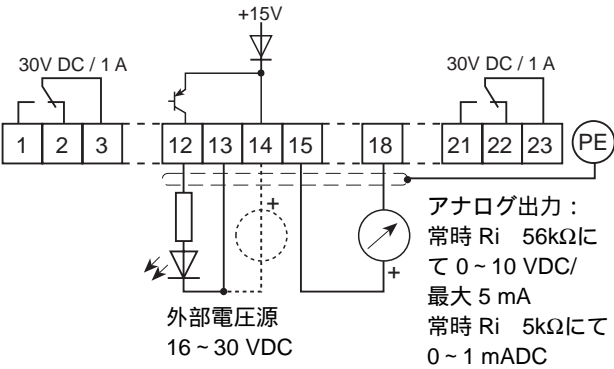 +15V
30V DC / 1 A
30V DC / 1 A
1 2 3 12 13 14 15 18 21 22 23 PE
+
+
アナログ出力：
常時 Ri 56kΩに
て 0 ~ 10 VDC/
最大 5 mA
常時 Ri 5kΩにて
0 ~ 1 mADC
外部電圧源
16 ~ 30 VDC